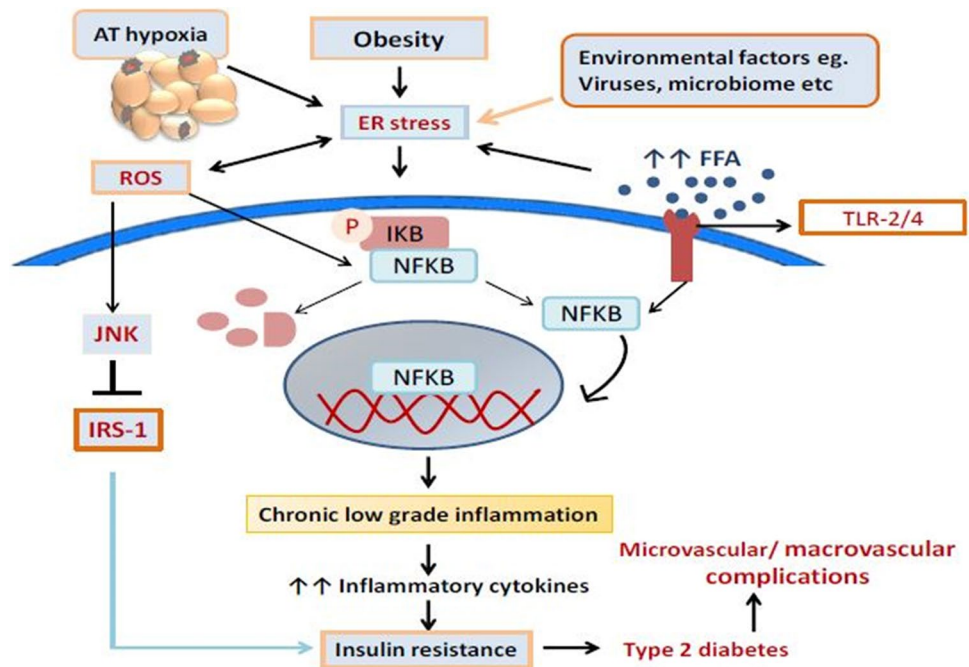 AT hypoxia
Obesity
Environmental factors eg.
Viruses, microbiome etc
ER stress
↑↑ FFA
ROS
TLR-2/4
P
IKB
NFKB
NFKB
JNK
NFKB
IRS-1
Chronic low grade inflammation
Microvascular/ macrovascular
complications
↑↑ Inflammatory cytokines
Insulin resistance
Type 2 diabetes